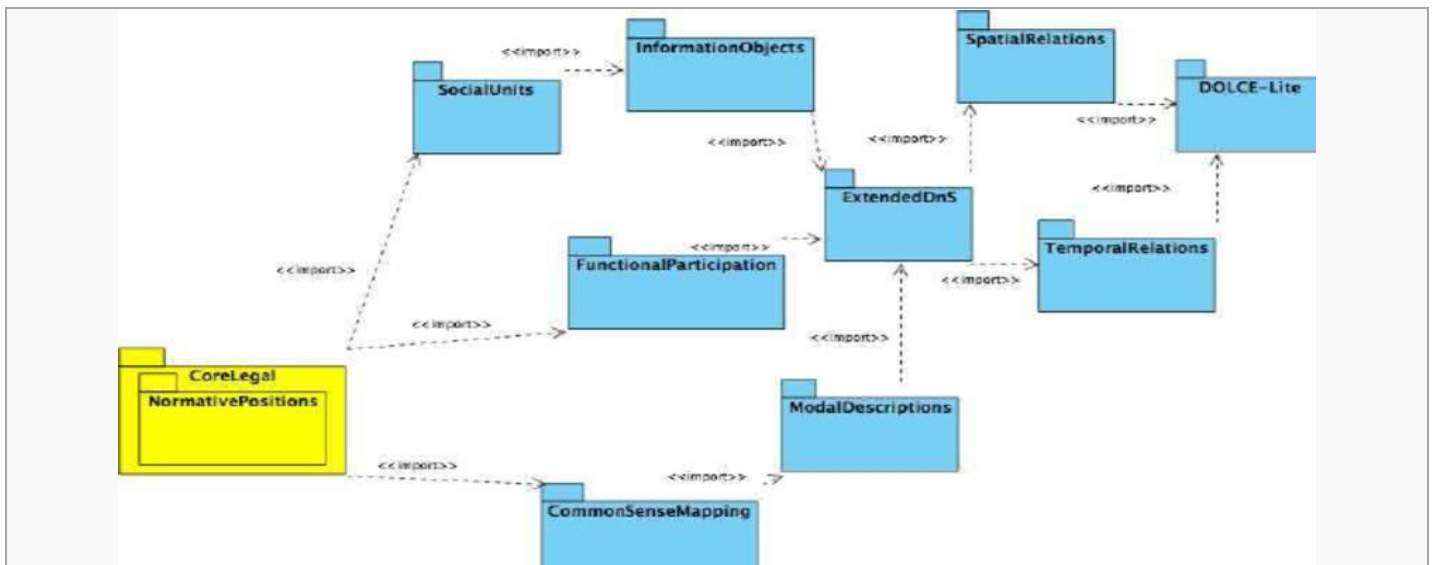 SpatialRelations
<<import>>
InformationObjects
SocialUnits
DOLCE-Lite
<<import>>
<<import>>
<<import>>
<<import>>
<<import>>
ExtendedDnS
<<import>>
TemporalRelations
FunctionalParticipation
<<import>>
<<import>>
<<import>>
<<import>>
CoreLegal
NormativePositions
ModalDescriptions
<<import>>
<<import>>
CommonSenseMapping